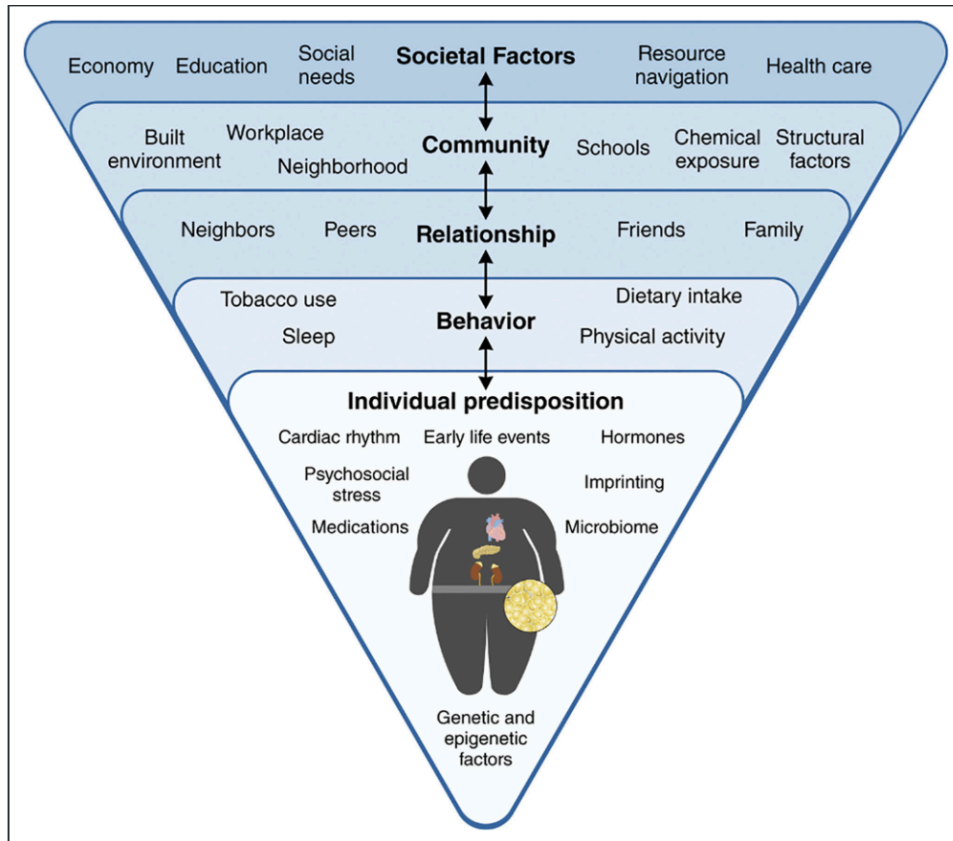 Societal Factors
Economy
Education
Social
needs
Resource
navigation
Health care
Community
Built
environment
Workplace
Neighborhood
Schools
Chemical
exposure
Structural
factors
Relationship
Neighbors
Peers
Friends
Family
Behavior
Tobacco use
Sleep
Dietary intake
Physical activity
Individual predisposition
Cardiac rhythm
Early life events
Hormones
Psychosocial
stress
Imprinting
Medications
Microbiome
Genetic and
epigenetic
factors